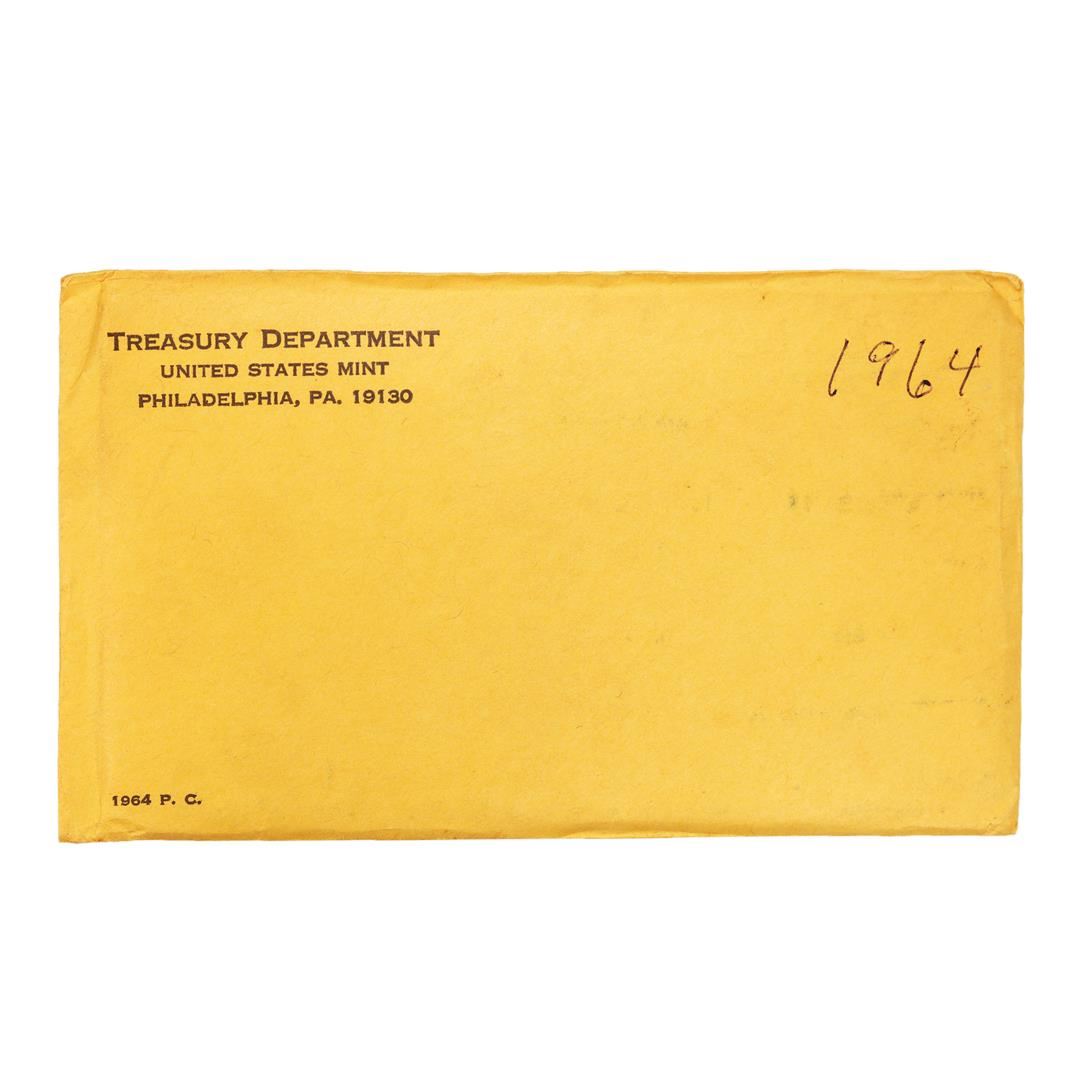 TREASURY DEPARTMENT
UNITED STATES MINT
PHILADELPHIA, PA. 19130
1964
1964 P. C.